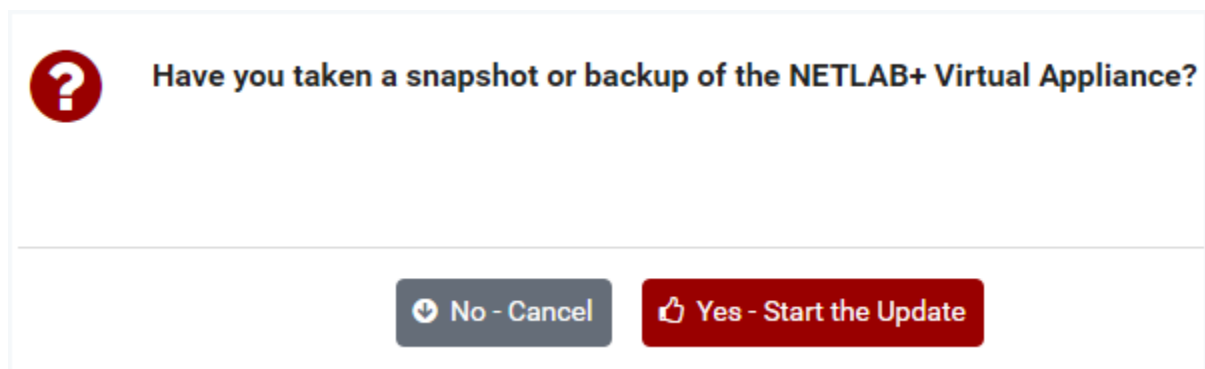 Have you taken a snapshot or backup of the NETLAB+ Virtual Appliance?
No - Cancel
Yes - Start the Update